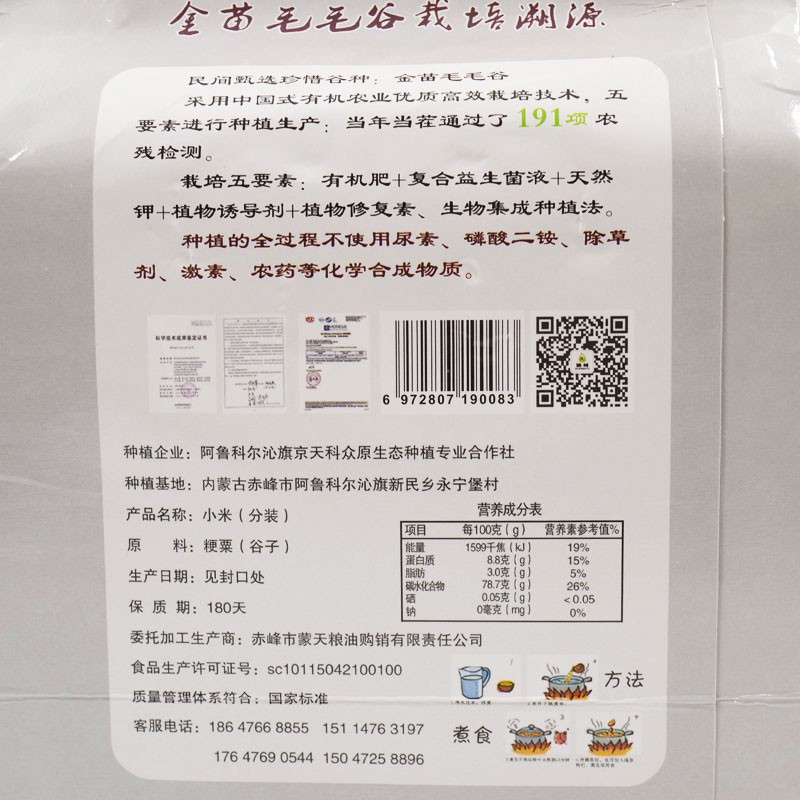 金苗毛毛谷栽培溯源
民间甄选珍惜谷种：金苗毛毛谷
采用中国式有机农业优质高效栽培技术，五
要素进行种植生产：当年当茬通过了191项农
残检测。
栽培五要素：有机肥+复合益生菌液+天然
钾+植物诱导剂+植物修复素、生物集成种植法。
种植的全过程不使用尿素、磷酸二铵、除草
剂、激素、农药等化学合成物质。
科学技术成果鉴定证书
6 972807 190083
种植企业：阿鲁科尔沁旗京天科众原生态种植专业合作社
种植基地：内蒙古赤峰市阿鲁科尔沁旗新民乡永宁堡村
产品名称：小米（分装）
原 料：粳粟（谷子）
生产日期：见封口处
保 质 期：180天
营养成分表
项目 每100克（g） 营养素参考值%
能量 1599千焦（kJ） 19%
蛋白质 8.8克（g） 15%
脂肪 3.0克（g） 5%
碳水化合物 78.7克（g） 26%
硒 0.05克（g） <0.05
钠 0毫克（mg） 0%
委托加工生产商：赤峰市蒙天粮油购销有限责任公司
食品生产许可证号：sc10115042100100
质量管理体系符合：国家标准
客服电话：186 4766 8855 151 1476 3197
176 4769 0544 150 4725 8896
方法
煮食